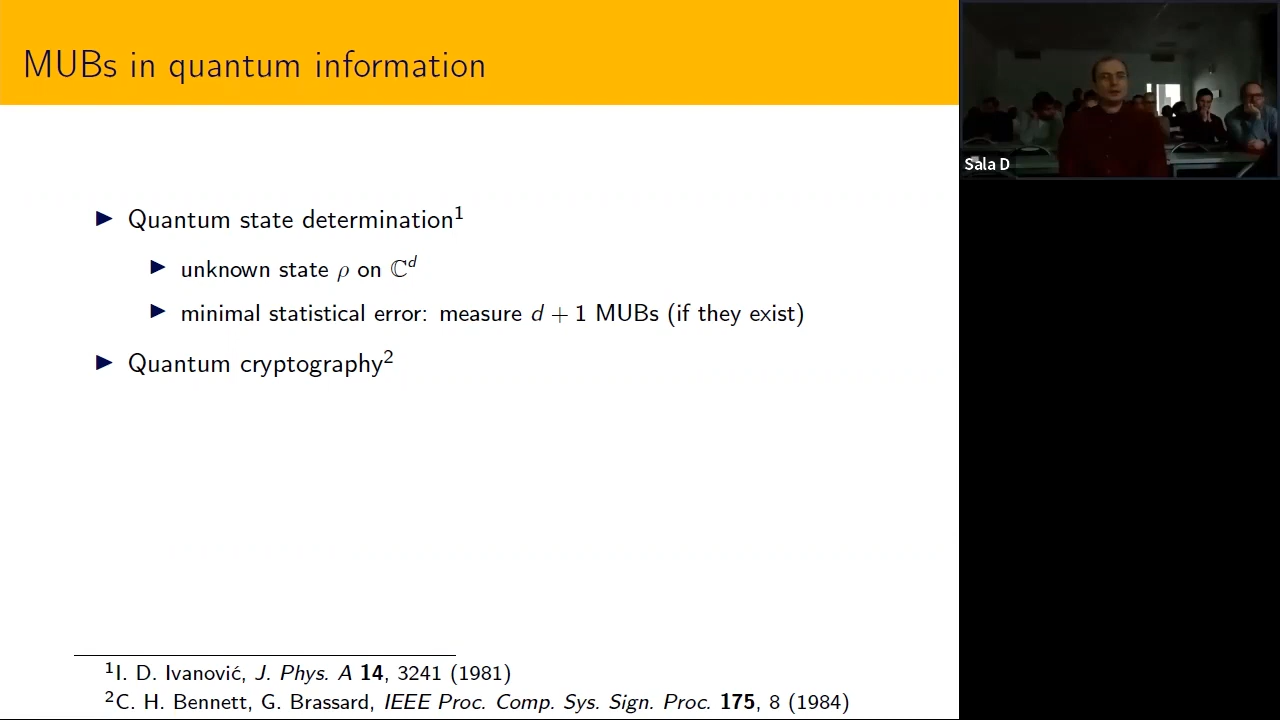 MUBs in quantum information
Sala D
▶ Quantum state determination¹
▶ unknown state ρ on ℂᵈ
▶ minimal statistical error: measure d + 1 MUBs (if they exist)
▶ Quantum cryptography²
¹I. D. Ivanović, J. Phys. A 14, 3241 (1981)
²C. H. Bennett, G. Brassard, IEEE Proc. Comp. Sys. Sign. Proc. 175, 8 (1984)